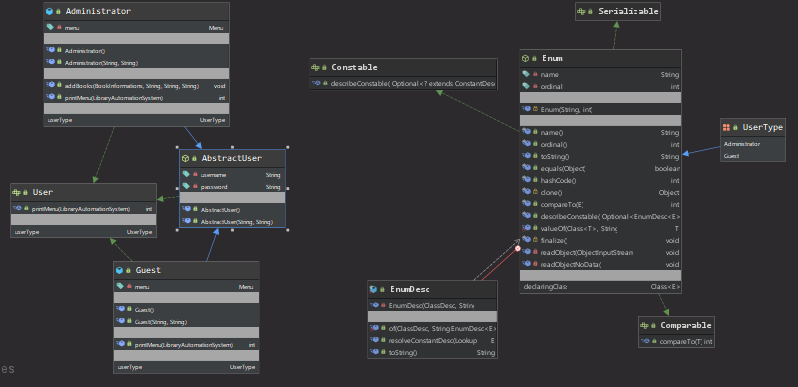 Administrator
menu Menu
Administrator()
Administrator(String, String)
addBooks(BookInformations, String, String, String) void
printMenu(LibraryAutomationSystem) int
userType UserType
AbstractUser
username String
password String
AbstractUser()
AbstractUser(String, String)
User
printMenu(LibraryAutomationSystem) int
userType UserType
Guest
menu Menu
Guest()
Guest(String, String)
printMenu(LibraryAutomationSystem) int
userType UserType
es
Constable
describeConstable( Optional<? extends ConstantDesc
Serializable
Enum
name String
ordinal int
Enum(String, int)
name() String
ordinal() int
toString() String
equals(Object) boolean
hashCode() int
clone() Object
compareTo(E) int
describeConstable( Optional<EnumDesc<E>
valueOf(Class<T>, String T
finalize( void
readObject(ObjectInputStream void
readObjectNoData( void
declaringClass Class<E>
UserType
Administrator
Guest
EnumDesc
EnumDesc(ClassDesc, String
of(ClassDesc, String EnumDesc<E>
resolveConstantDesc(Lookup E
toString() String
Comparable
compareTo(T) int